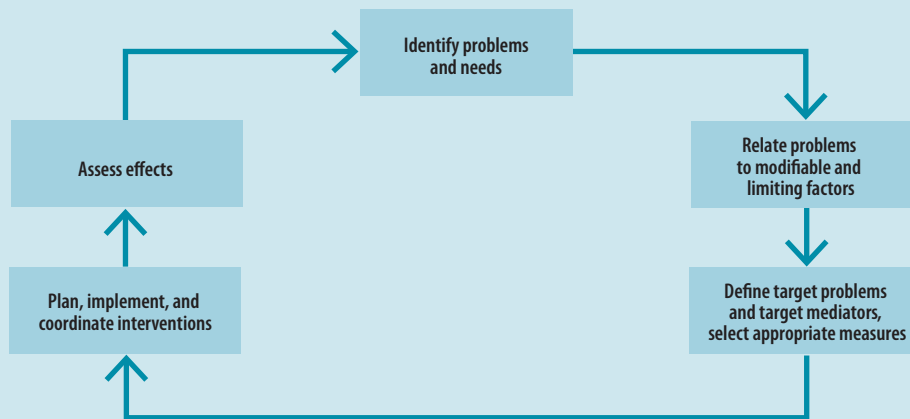 Identify problems
and needs
Relate problems
to modifiable and
limiting factors
Define target problems
and target mediators,
select appropriate measures
Plan, implement, and
coordinate interventions
Assess effects